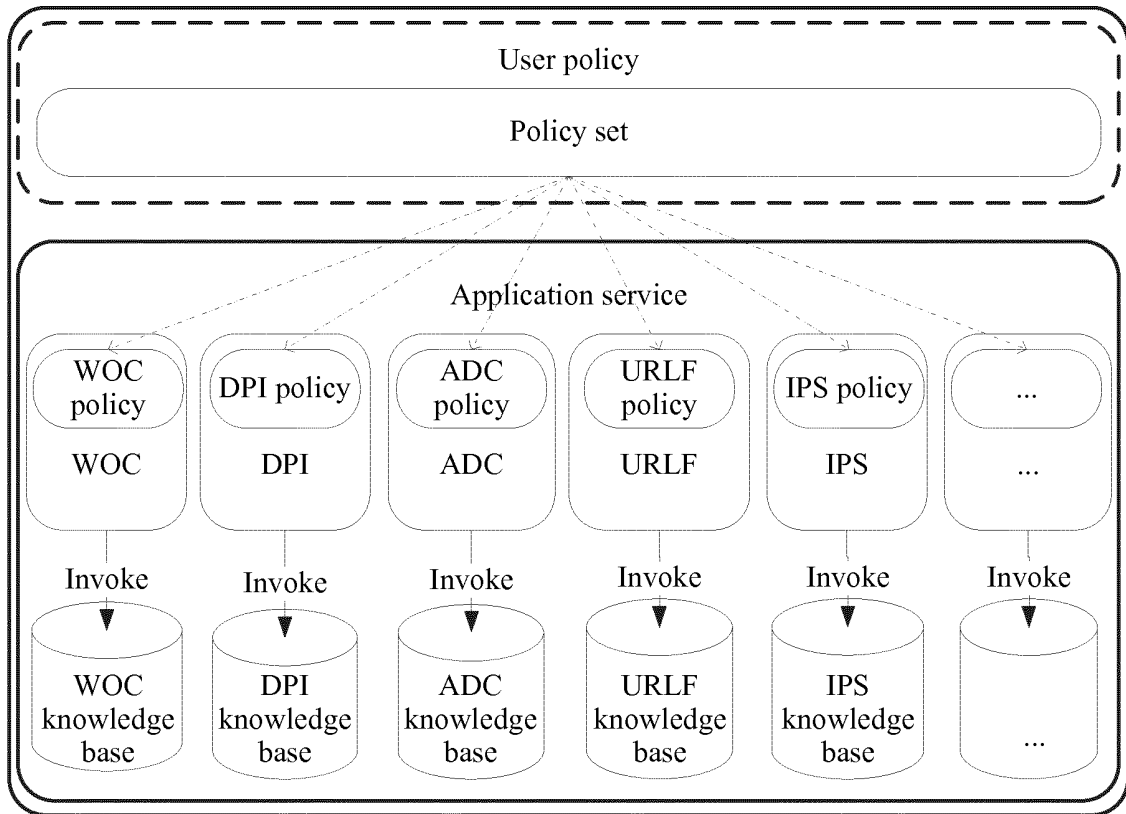 User policy
Policy set
Application service
WOC
policy
DPI policy
ADC
policy
URLF
policy
IPS policy
...
WOC
DPI
ADC
URLF
IPS
...
Invoke
Invoke
Invoke
Invoke
Invoke
Invoke
WOC
knowledge
base
DPI
knowledge
base
ADC
knowledge
base
URLF
knowledge
base
IPS
knowledge
base
...